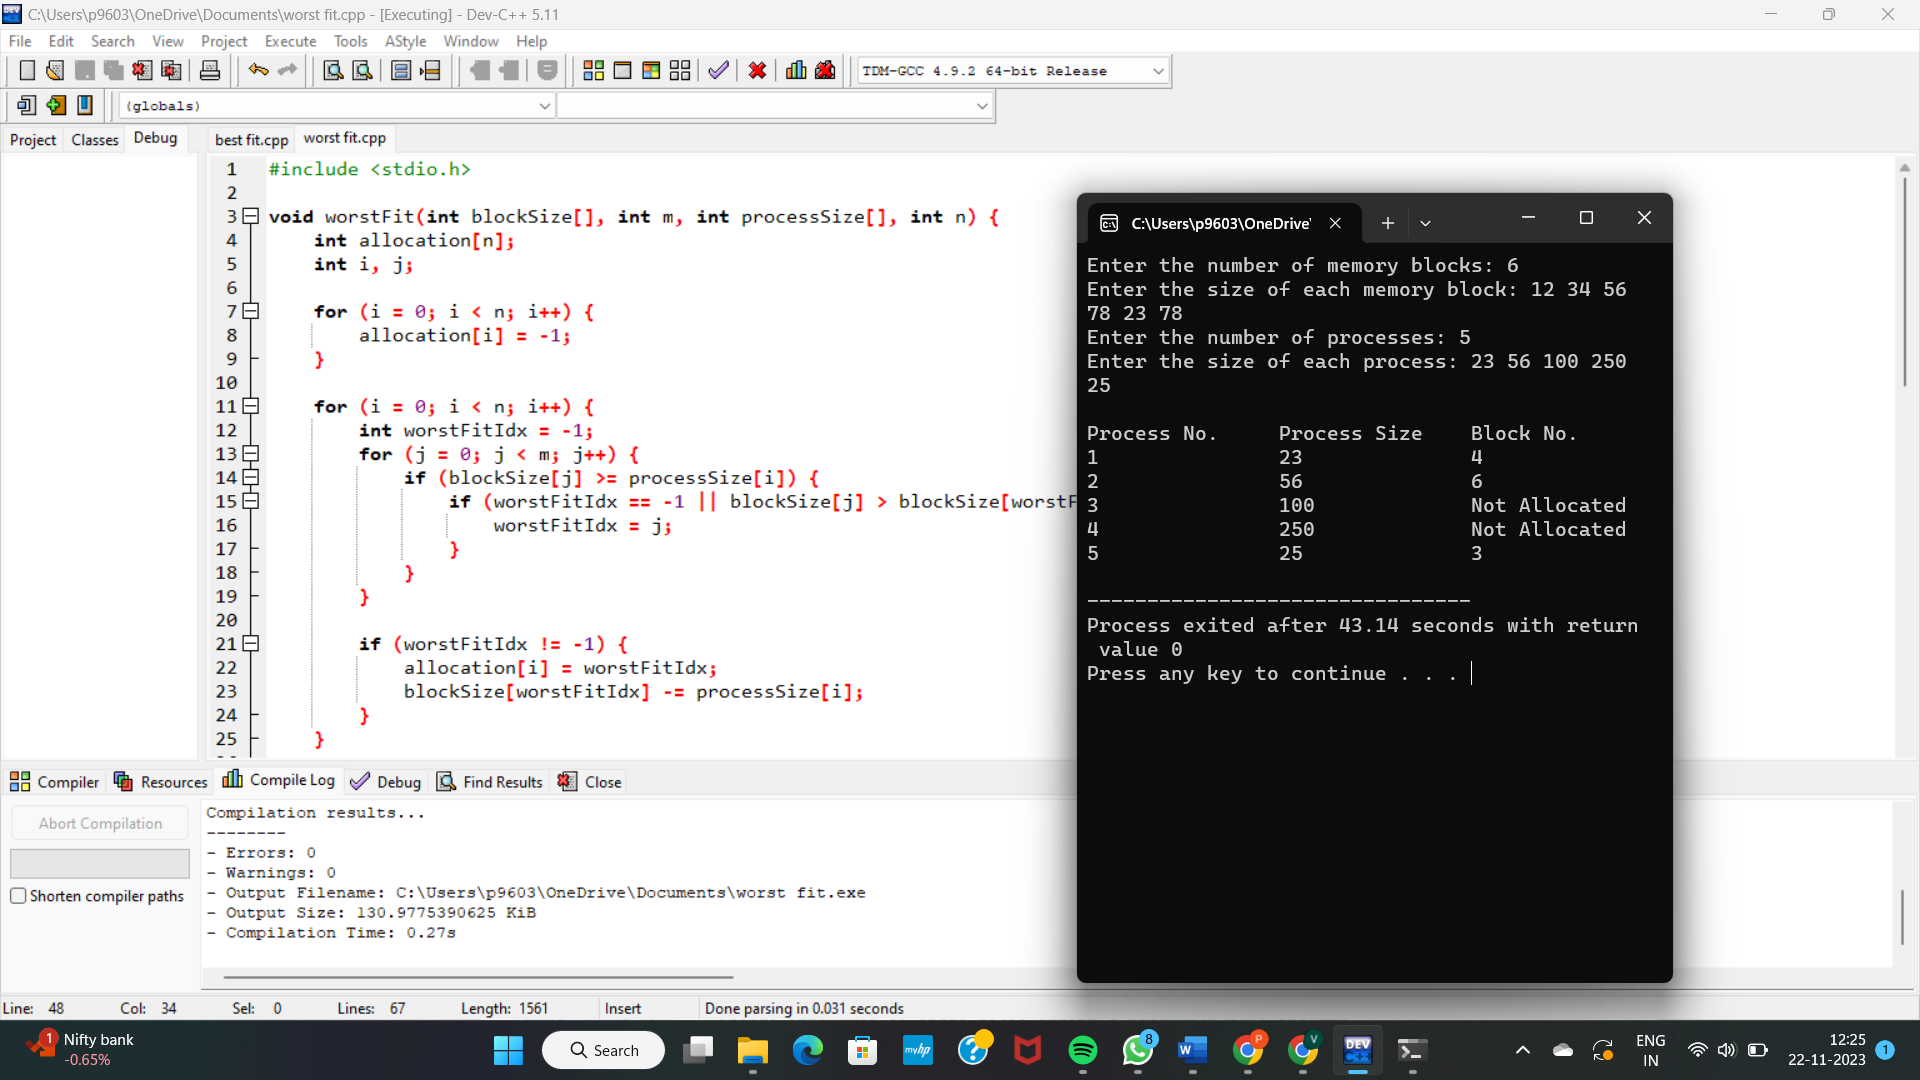 C:\Users\p9603\OneDrive\Documents\worst fit.cpp - [Executing] - Dev-C++ 5.11
File Edit Search View Project Execute Tools AStyle Window Help
TDM-GCC 4.9.2 64-bit Release
(globals)
Project Classes Debug
best fit.cpp worst fit.cpp
1 #include <stdio.h>
2
3 void worstFit(int blockSize[], int m, int processSize[], int n) {
4 int allocation[n];
5 int i, j;
6
7 for (i = 0; i < n; i++) {
8 allocation[i] = -1;
9 }
10
11 for (i = 0; i < n; i++) {
12 int worstFitIdx = -1;
13 for (j = 0; j < m; j++) {
14 if (blockSize[j] >= processSize[i]) {
15 if (worstFitIdx == -1 || blockSize[j] > blockSize[worstF
16 worstFitIdx = j;
17 }
18 }
19 }
20
21 if (worstFitIdx != -1) {
22 allocation[i] = worstFitIdx;
23 blockSize[worstFitIdx] -= processSize[i];
24 }
25 }
C:\Users\p9603\OneDrive'
Enter the number of memory blocks: 6
Enter the size of each memory block: 12 34 56
78 23 78
Enter the number of processes: 5
Enter the size of each process: 23 56 100 250
25
Process No. Process Size Block No.
1 23 4
2 56 6
3 100 Not Allocated
4 250 Not Allocated
5 25 3
--------------------------------
Process exited after 43.14 seconds with return
value 0
Press any key to continue . . .
Compiler Resources Compile Log Debug Find Results Close
Abort Compilation
Shorten compiler paths
Compilation results...
--------
- Errors: 0
- Warnings: 0
- Output Filename: C:\Users\p9603\OneDrive\Documents\worst fit.exe
- Output Size: 130.9775390625 KiB
- Compilation Time: 0.27s
Line: 48 Col: 34 Sel: 0 Lines: 67 Length: 1561 Insert Done parsing in 0.031 seconds
1
Nifty bank
-0.65%
Search
myhp
?
8
W
P
V
DEV
C++
ENG
IN
12:25
22-11-2023
1